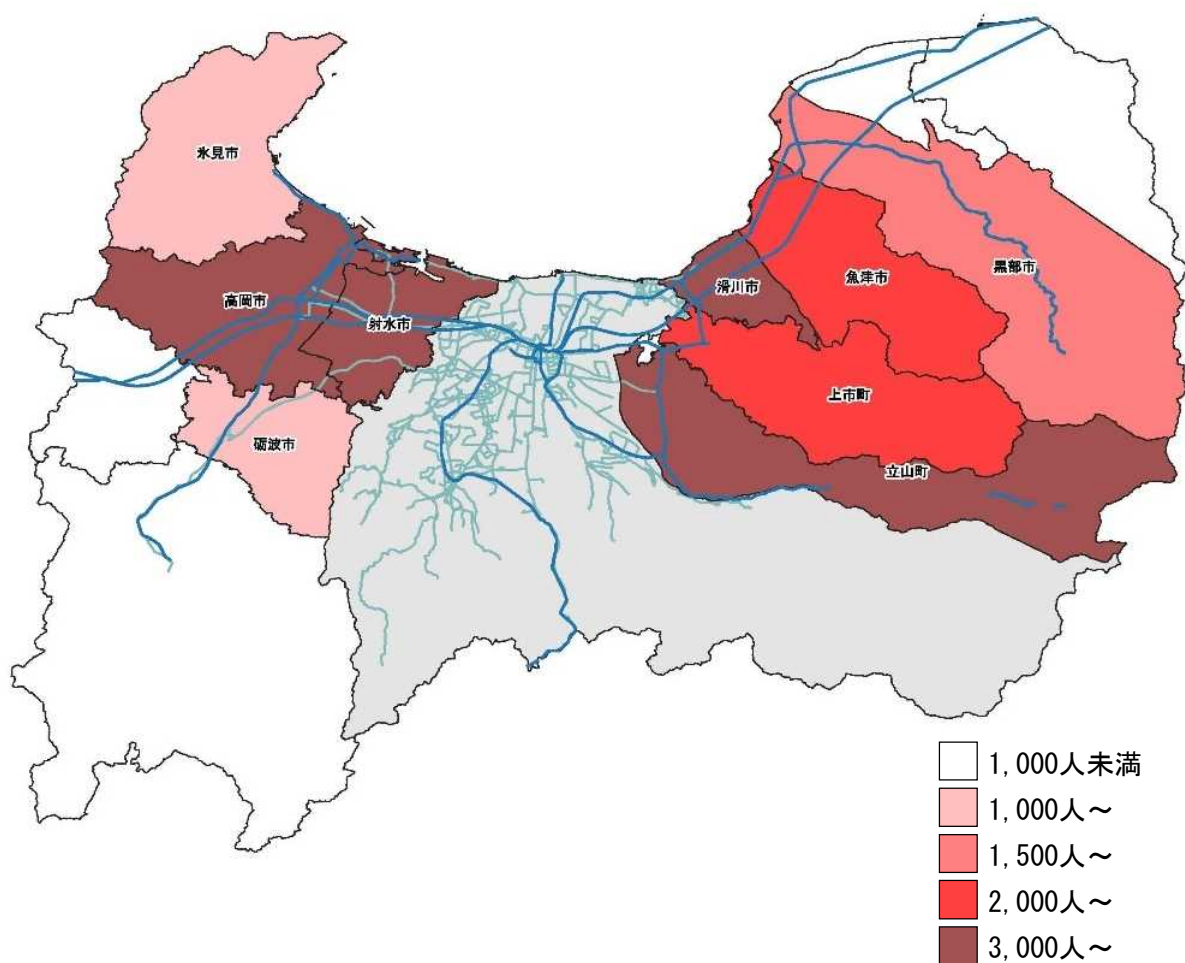 氷見市
高岡市
射水市
砺波市
滑川市
魚津市
黒部市
上市町
立山町
1,000人未満
1,000人～
1,500人～
2,000人～
3,000人～